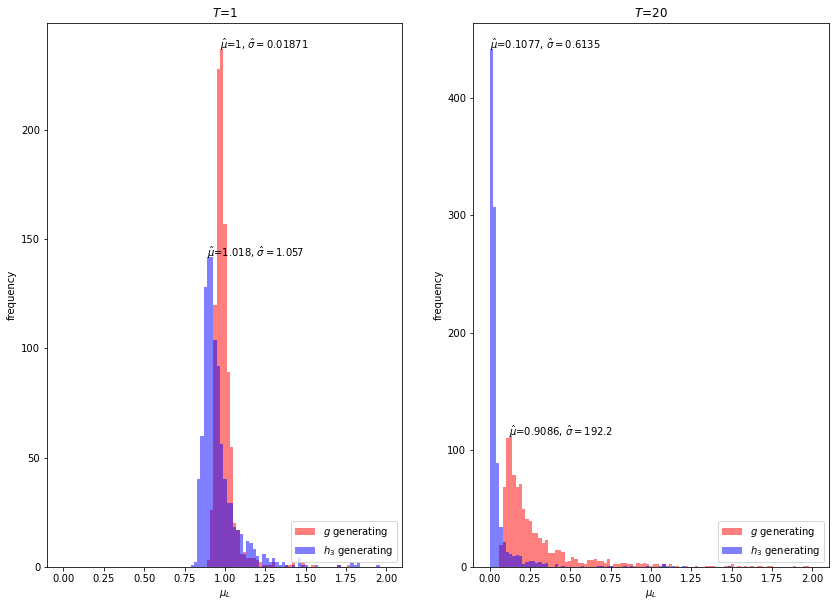 T=1
μ̂=1, σ̂ = 0.01871
μ̂=1.018, σ̂ = 1.057
frequency
200
150
100
50
0
0.00 0.25 0.50 0.75 1.00 1.25 1.50 1.75 2.00
μ_L
g generating
h₃ generating
T=20
μ̂=0.1077, σ̂ = 0.6135
μ̂=0.9086, σ̂ = 192.2
frequency
400
300
200
100
0
0.00 0.25 0.50 0.75 1.00 1.25 1.50 1.75 2.00
μ_L
g generating
h₃ generating